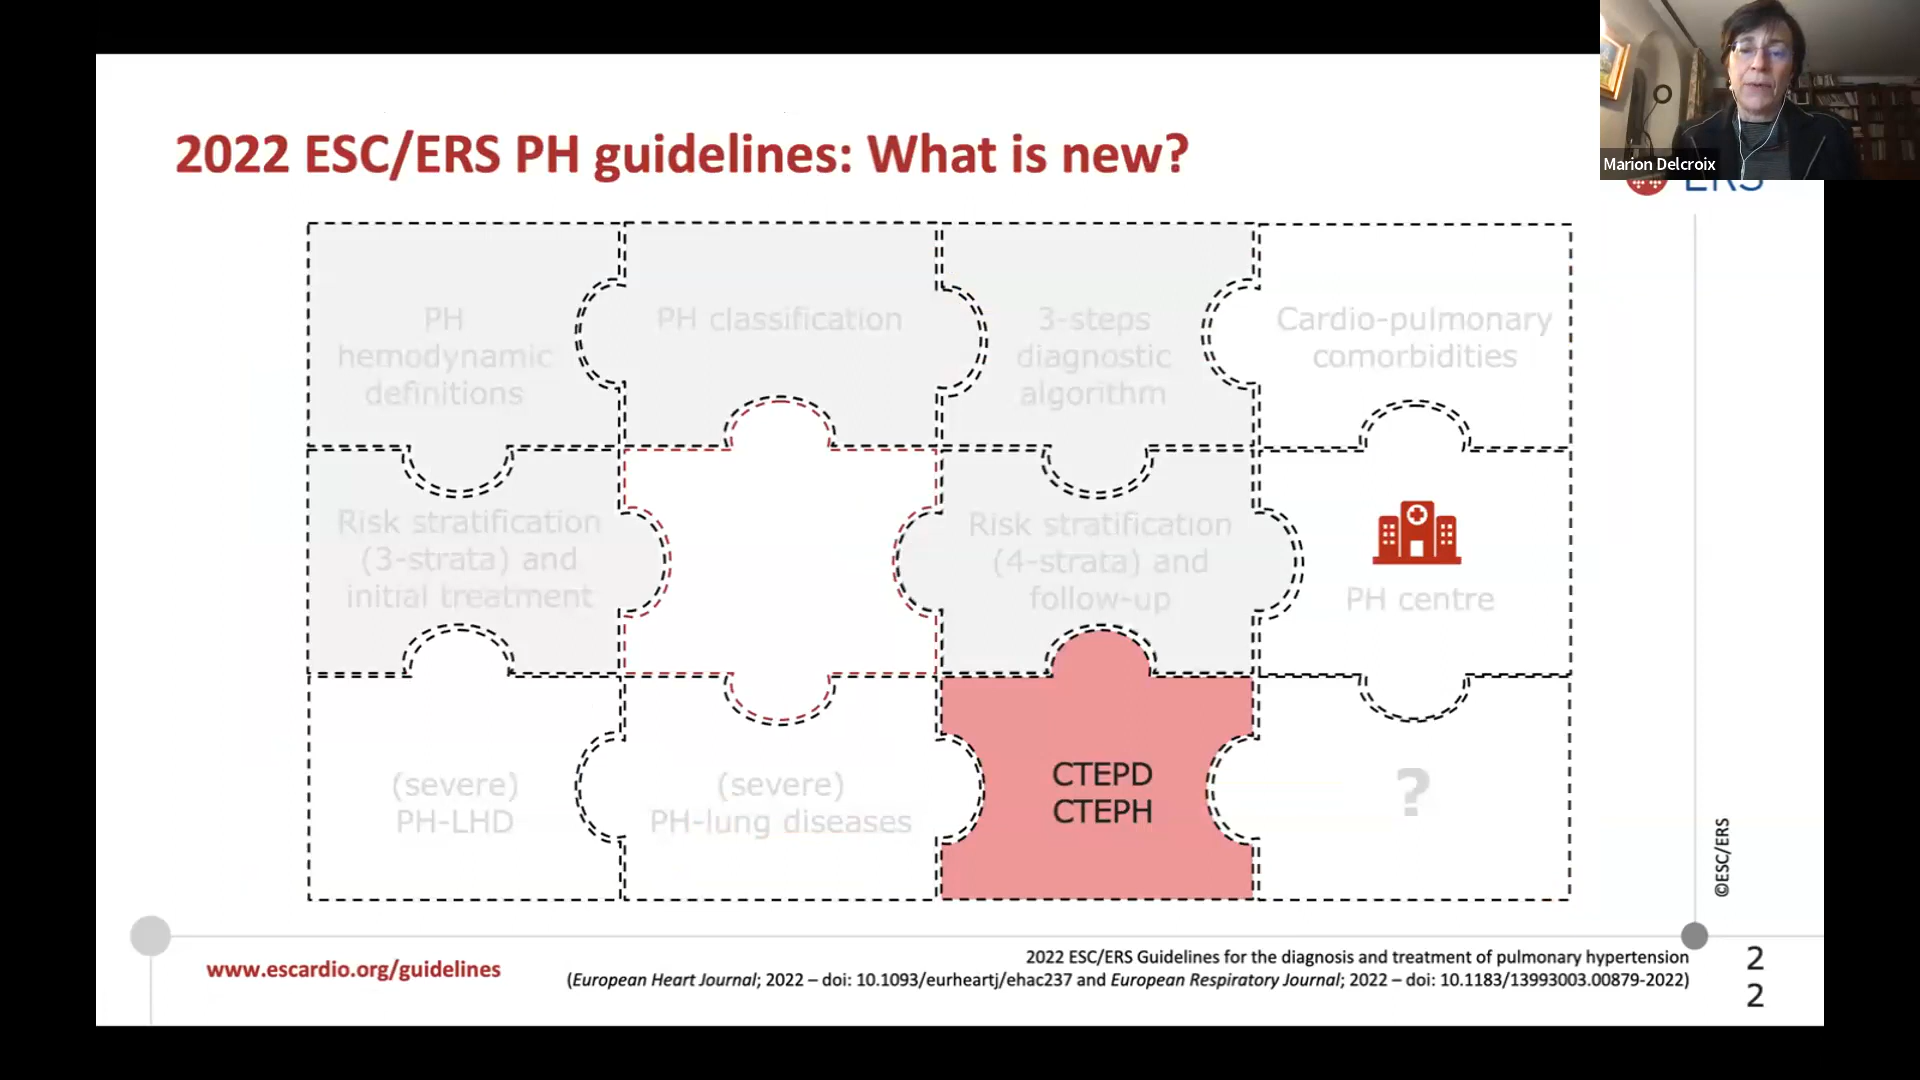 Marion Delcroix
ERS
2022 ESC/ERS PH guidelines: What is new?
PH
hemodynamic
definitions
PH classification
3-steps
diagnostic
algorithm
Cardio-pulmonary
comorbidities
Risk stratification
(3-strata) and
initial treatment
Risk stratification
(4-strata) and
follow-up
PH centre
(severe)
PH-LHD
(severe)
PH-lung diseases
CTEPD
CTEPH
?
©ESC/ERS
www.escardio.org/guidelines
2022 ESC/ERS Guidelines for the diagnosis and treatment of pulmonary hypertension
(European Heart Journal; 2022 – doi: 10.1093/eurheartj/ehac237 and European Respiratory Journal; 2022 – doi: 10.1183/13993003.00879-2022)
2
2